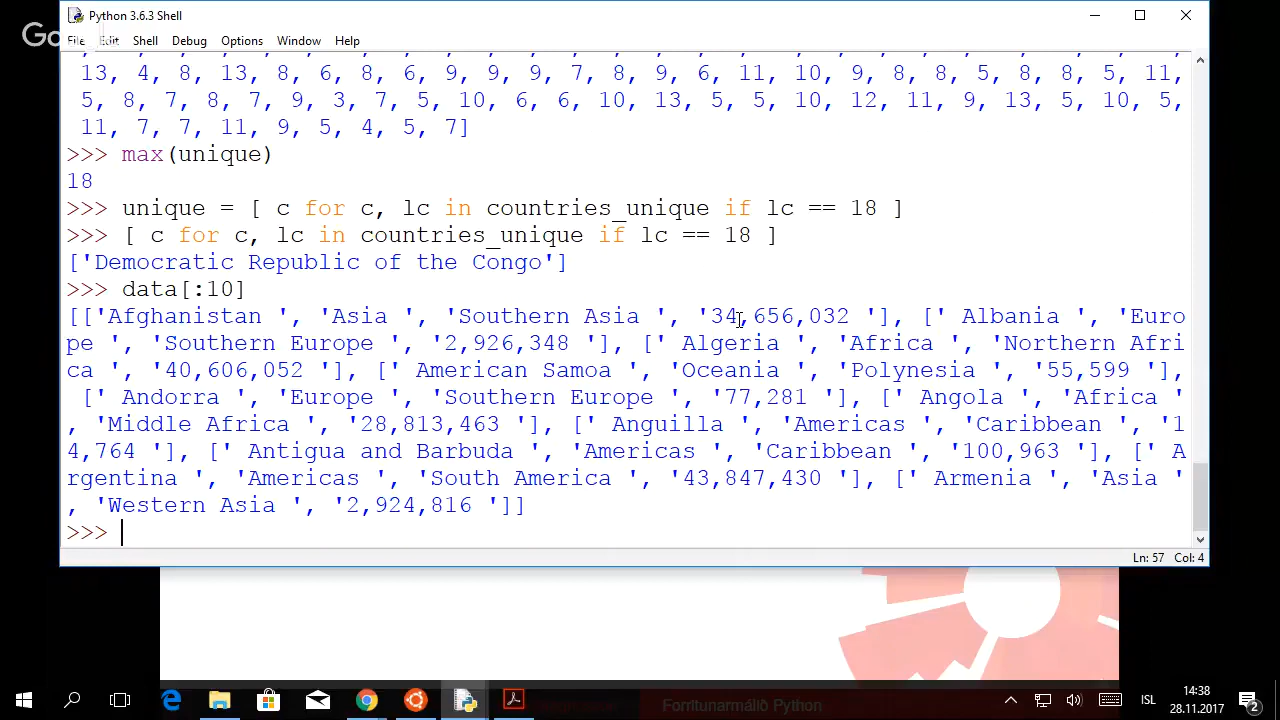 Python 3.6.3 Shell
Go
File Edit Shell Debug Options Window Help
13, 4, 8, 13, 8, 6, 8, 6, 9, 9, 9, 7, 8, 9, 6, 11, 10, 9, 8, 8, 5, 8, 8, 5, 11,
5, 8, 7, 8, 7, 9, 3, 7, 5, 10, 6, 6, 10, 13, 5, 5, 10, 12, 11, 9, 13, 5, 10, 5,
11, 7, 7, 11, 9, 5, 4, 5, 7]
>>> max(unique)
18
>>> unique = [ c for c, lc in countries_unique if lc == 18 ]
>>> [ c for c, lc in countries_unique if lc == 18 ]
['Democratic Republic of the Congo']
>>> data[:10]
[['Afghanistan ', 'Asia ', 'Southern Asia ', '34,656,032 '], [' Albania ', 'Euro
pe ', 'Southern Europe ', '2,926,348 '], [' Algeria ', 'Africa ', 'Northern Afri
ca ', '40,606,052 '], [' American Samoa ', 'Oceania ', 'Polynesia ', '55,599 '],
[' Andorra ', 'Europe ', 'Southern Europe ', '77,281 '], [' Angola ', 'Africa '
, 'Middle Africa ', '28,813,463 '], [' Anguilla ', 'Americas ', 'Caribbean ', '1
4,764 '], [' Antigua and Barbuda ', 'Americas ', 'Caribbean ', '100,963 '], [' A
rgentina ', 'Americas ', 'South America ', '43,847,430 '], [' Armenia ', 'Asia '
, 'Western Asia ', '2,924,816 ']]
>>>
Ln: 57 Col: 4
Forritunarmálið Python
ISL
14:38
28.11.2017
2